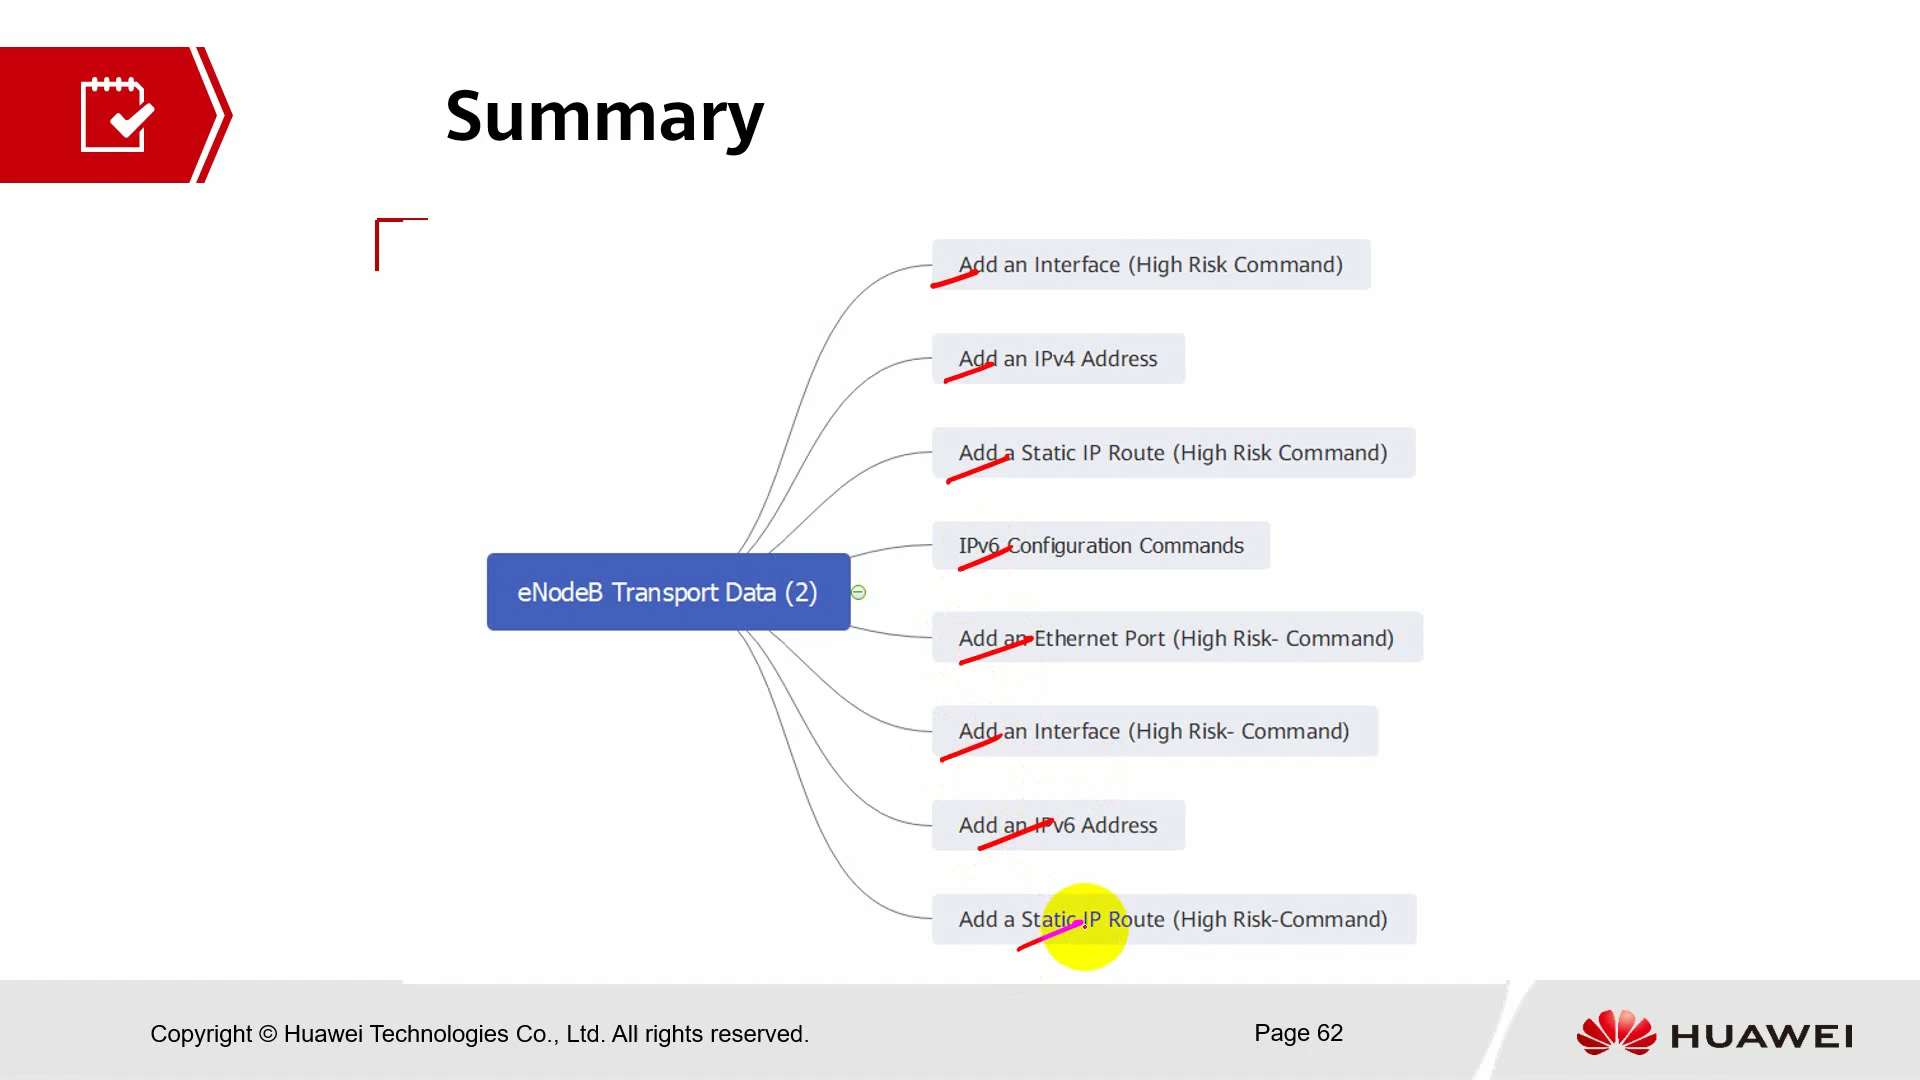 Summary
Add an Interface (High Risk Command)
Add an IPv4 Address
Add a Static IP Route (High Risk Command)
IPv6 Configuration Commands
eNodeB Transport Data (2)
Add an Ethernet Port (High Risk- Command)
Add an Interface (High Risk- Command)
Add an IPv6 Address
Add a Static IP Route (High Risk-Command)
Copyright © Huawei Technologies Co., Ltd. All rights reserved.
Page 62
HUAWEI